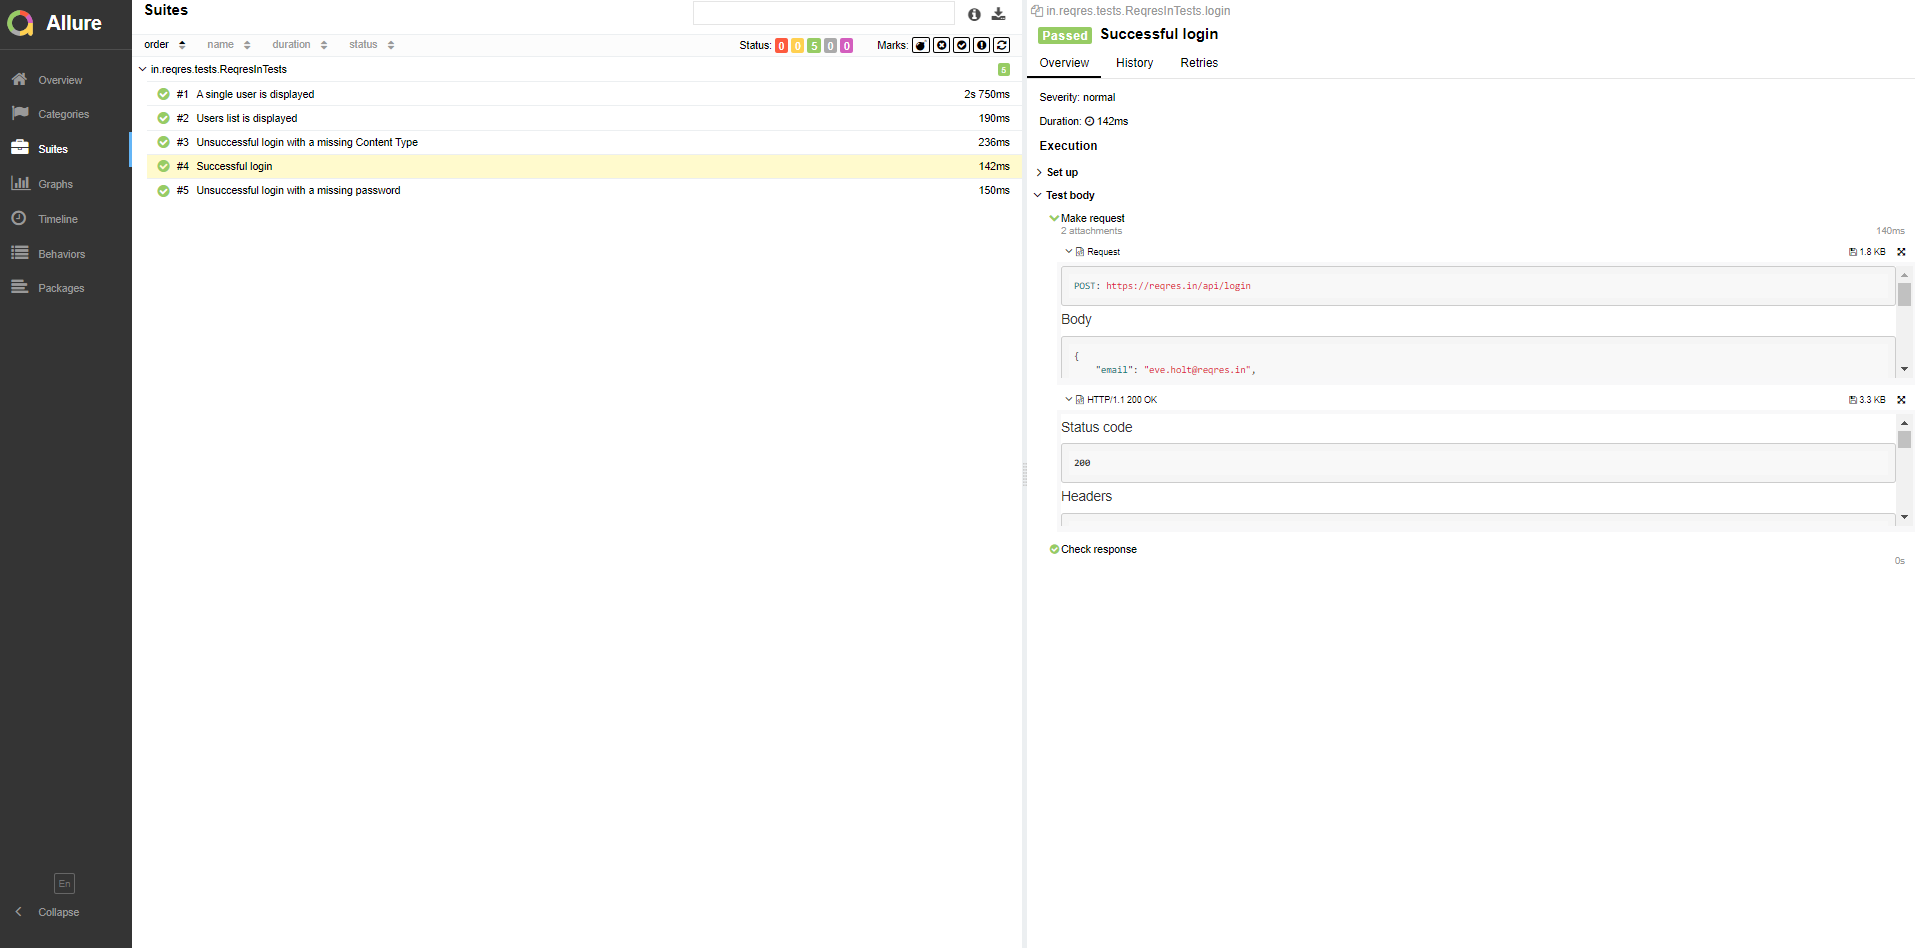 Allure
Overview
Categories
Suites
Graphs
Timeline
Behaviors
Packages
En
Collapse
Suites
order name duration status
Status: 0 0 5 0 0 Marks:
in.reqres.tests.ReqresInTests 5
#1 A single user is displayed 2s 750ms
#2 Users list is displayed 190ms
#3 Unsuccessful login with a missing Content Type 236ms
#4 Successful login 142ms
#5 Unsuccessful login with a missing password 150ms
in.reqres.tests.ReqresInTests.login
Passed Successful login
Overview History Retries
Severity: normal
Duration: 142ms
Execution
Set up
Test body
Make request
2 attachments 140ms
Request 1.8 KB
POST: https://reqres.in/api/login
Body
{
"email": "eve.holt@reqres.in",
HTTP/1.1 200 OK 3.3 KB
Status code
200
Headers
Check response
0s